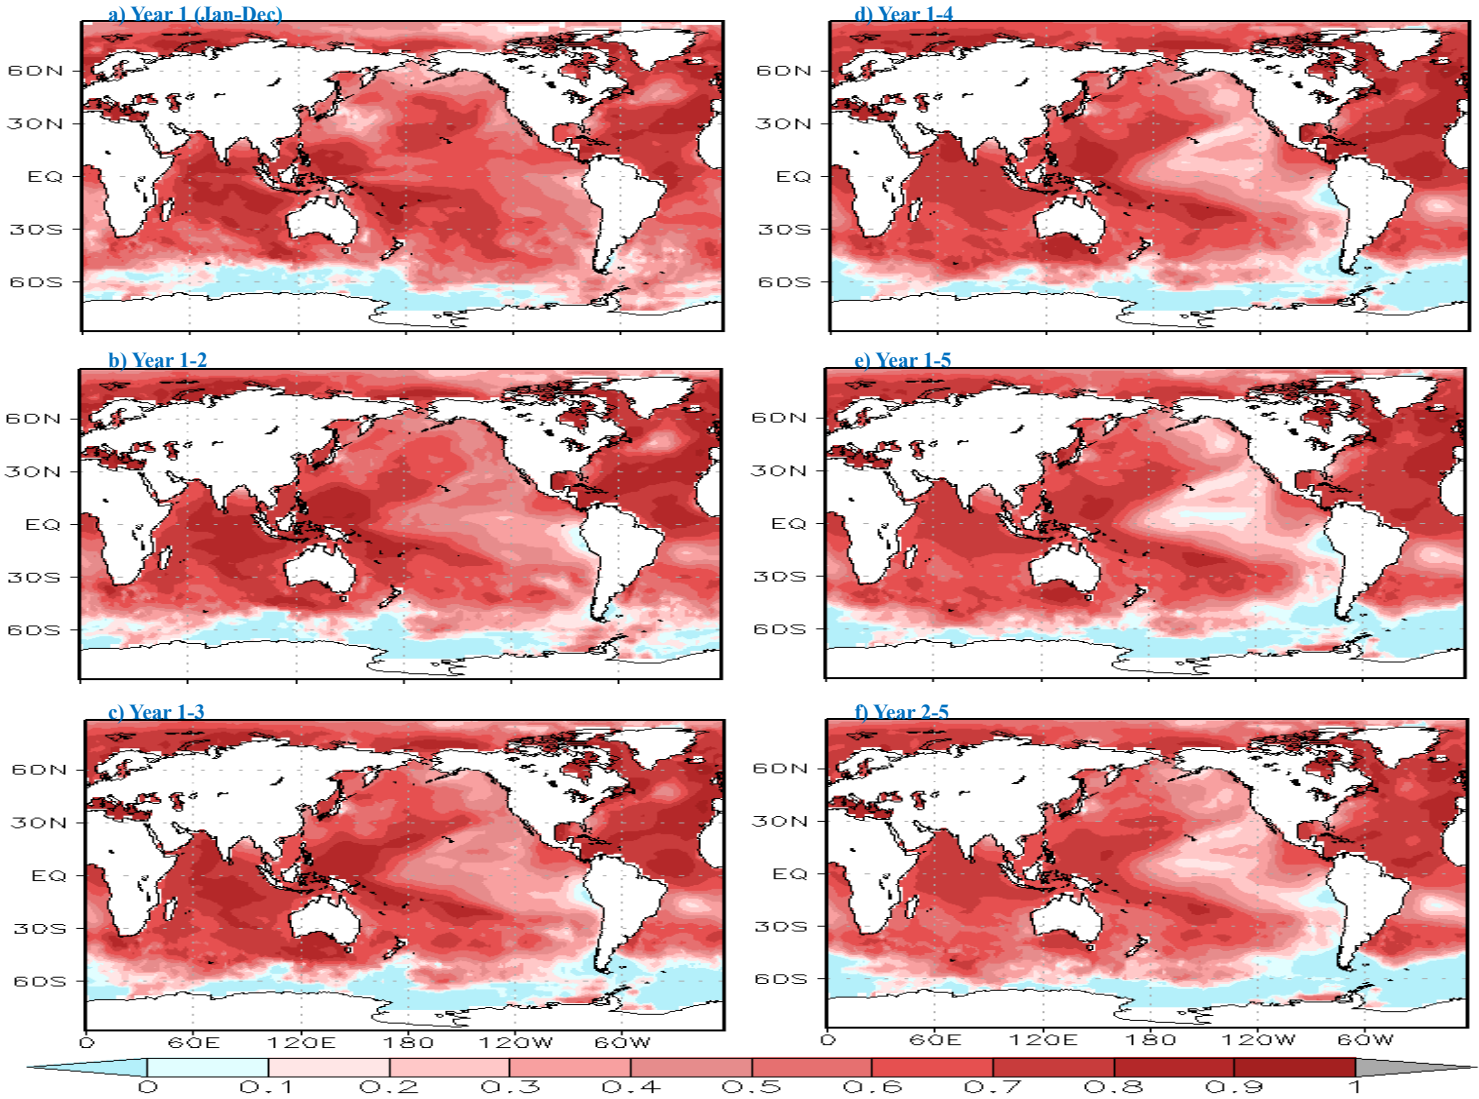 a) Year 1 (Jan-Dec)
60N
30N
EQ
30S
60S
d) Year 1-4
60N
30N
EQ
30S
60S
b) Year 1-2
60N
30N
EQ
30S
60S
e) Year 1-5
60N
30N
EQ
30S
60S
c) Year 1-3
60N
30N
EQ
30S
60S
0 60E 120E 180 120W 60W
f) Year 2-5
60N
30N
EQ
30S
60S
0 60E 120E 180 120W 60W
0 0.1 0.2 0.3 0.4 0.5 0.6 0.7 0.8 0.9 1